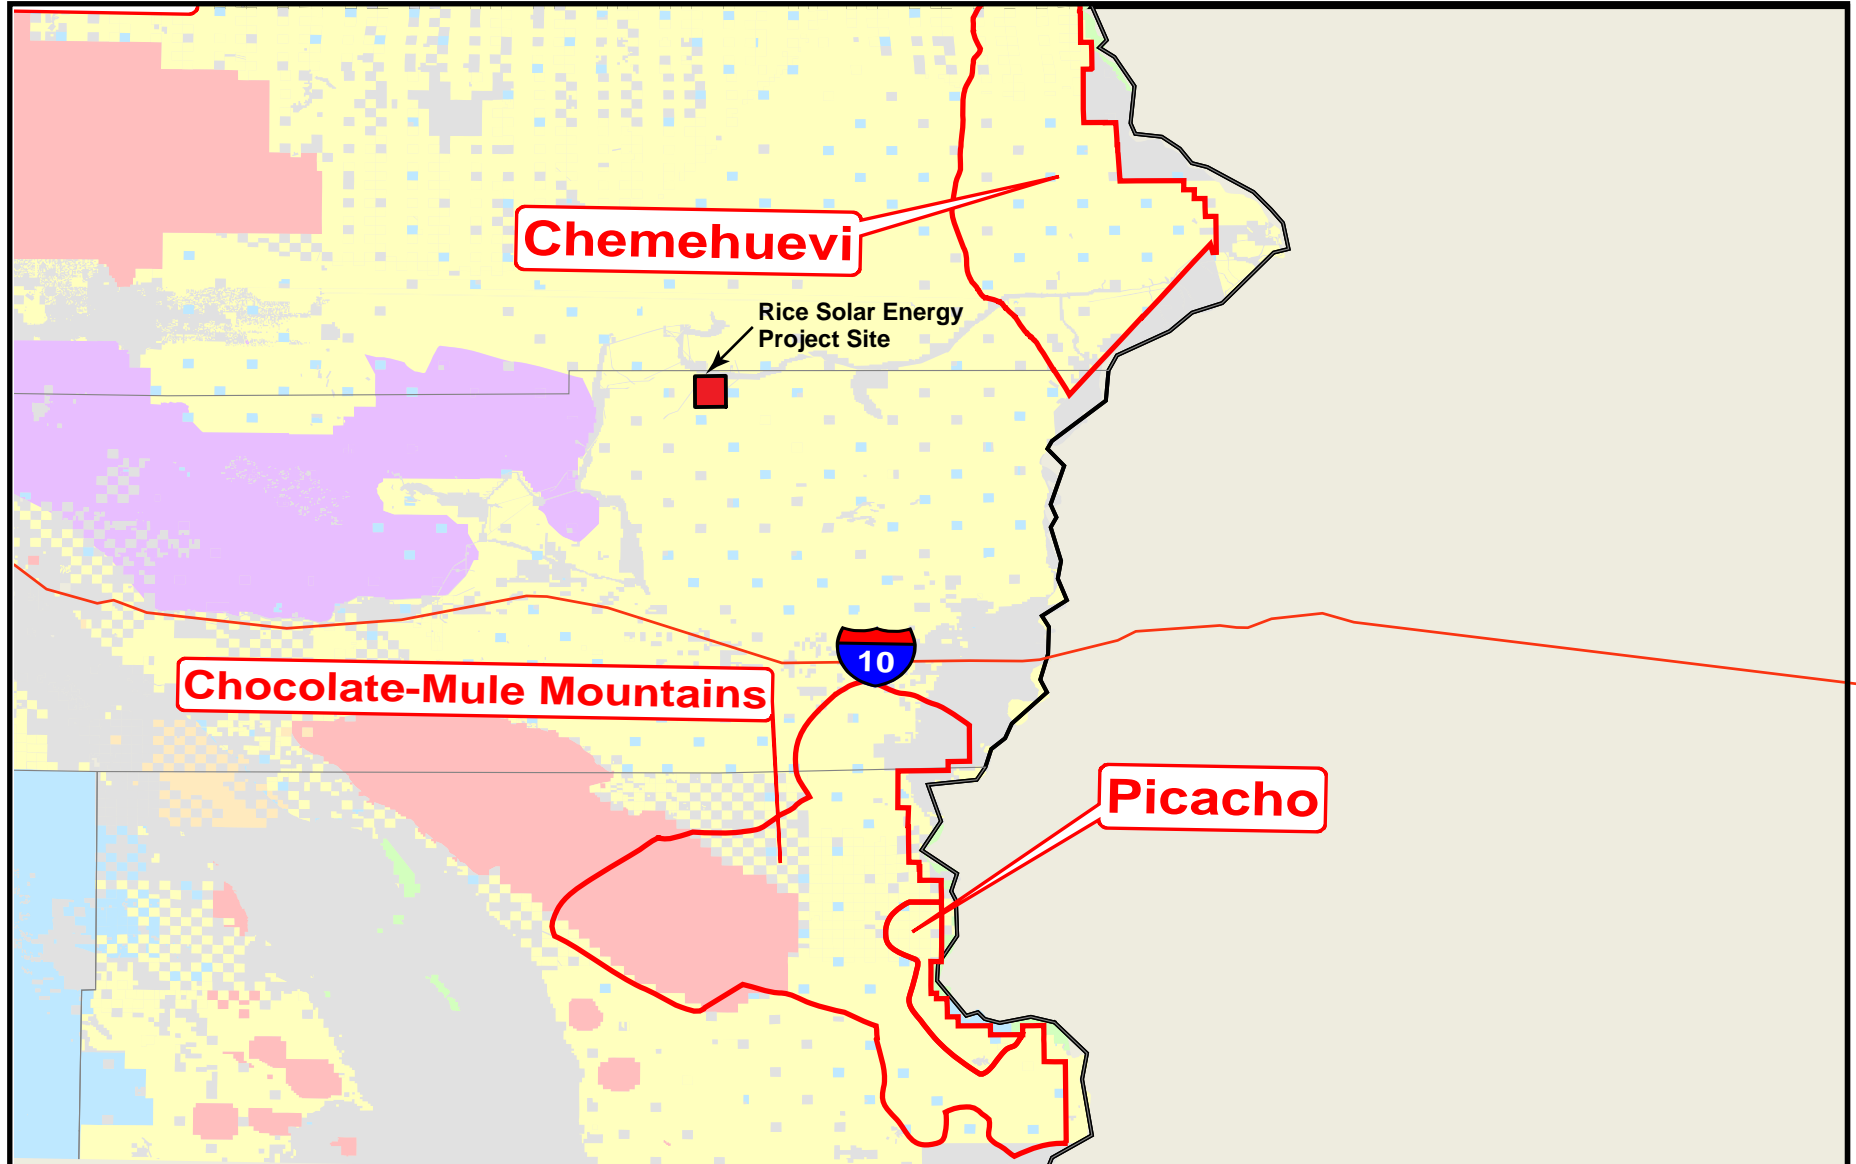 Chemehuevi
Rice Solar Energy
Project Site
10
Chocolate-Mule Mountains
Picacho